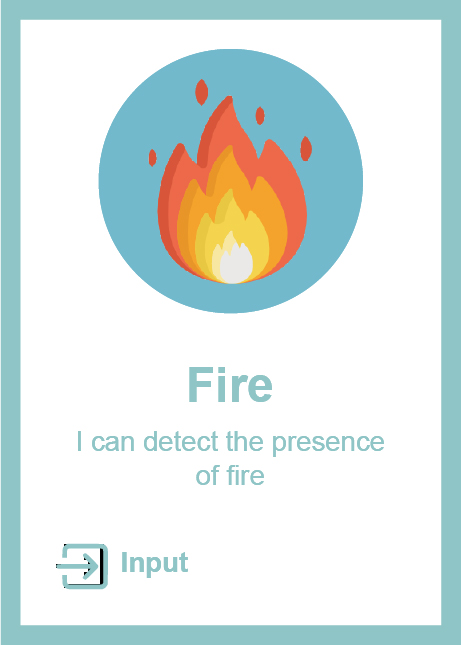 Fire
I can detect the presence
of fire
Input